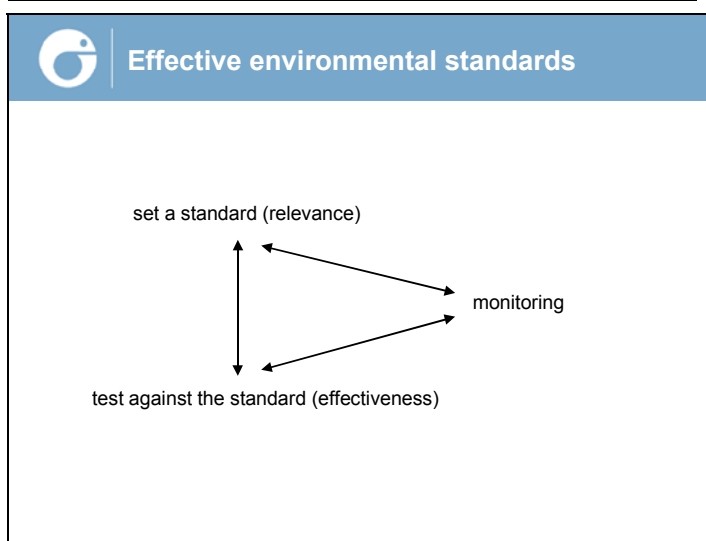 Effective environmental standards
set a standard (relevance)
monitoring
test against the standard (effectiveness)